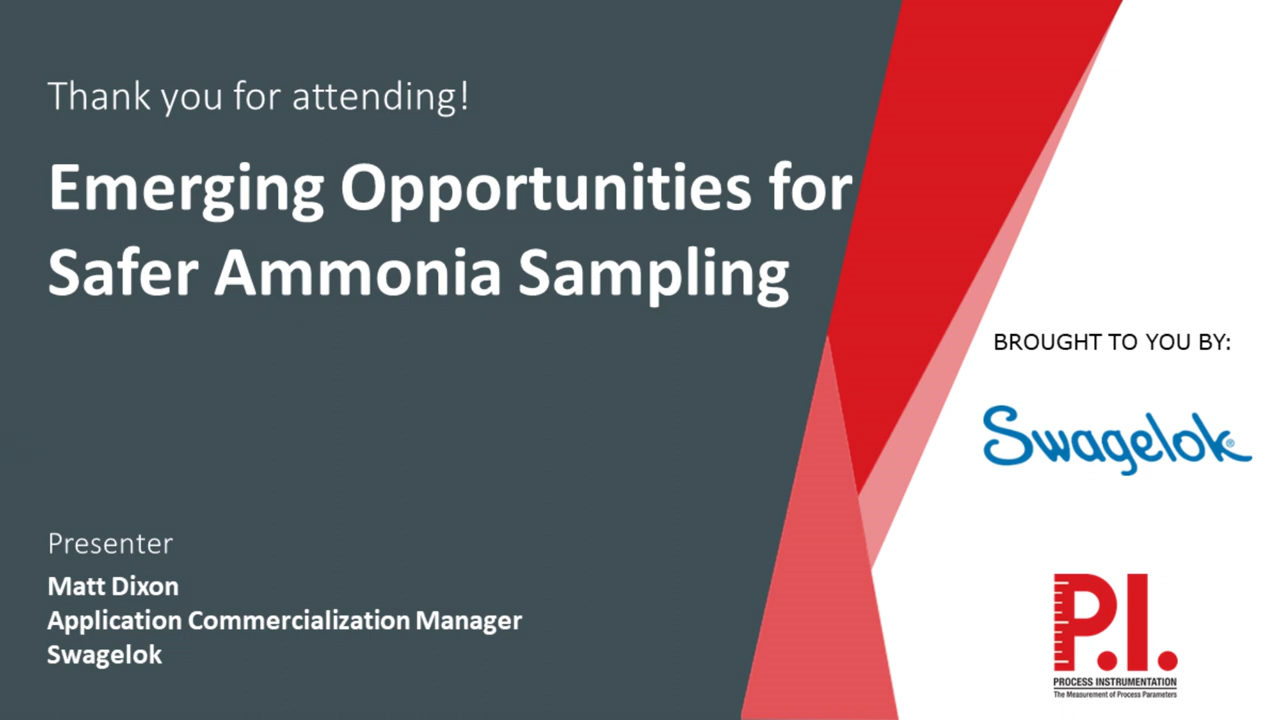 Thank you for attending!
Emerging Opportunities for
Safer Ammonia Sampling
BROUGHT TO YOU BY:
Swagelok®
Presenter
Matt Dixon
Application Commercialization Manager
Swagelok
P.I.
PROCESS INSTRUMENTATION
The Measurement of Process Parameters